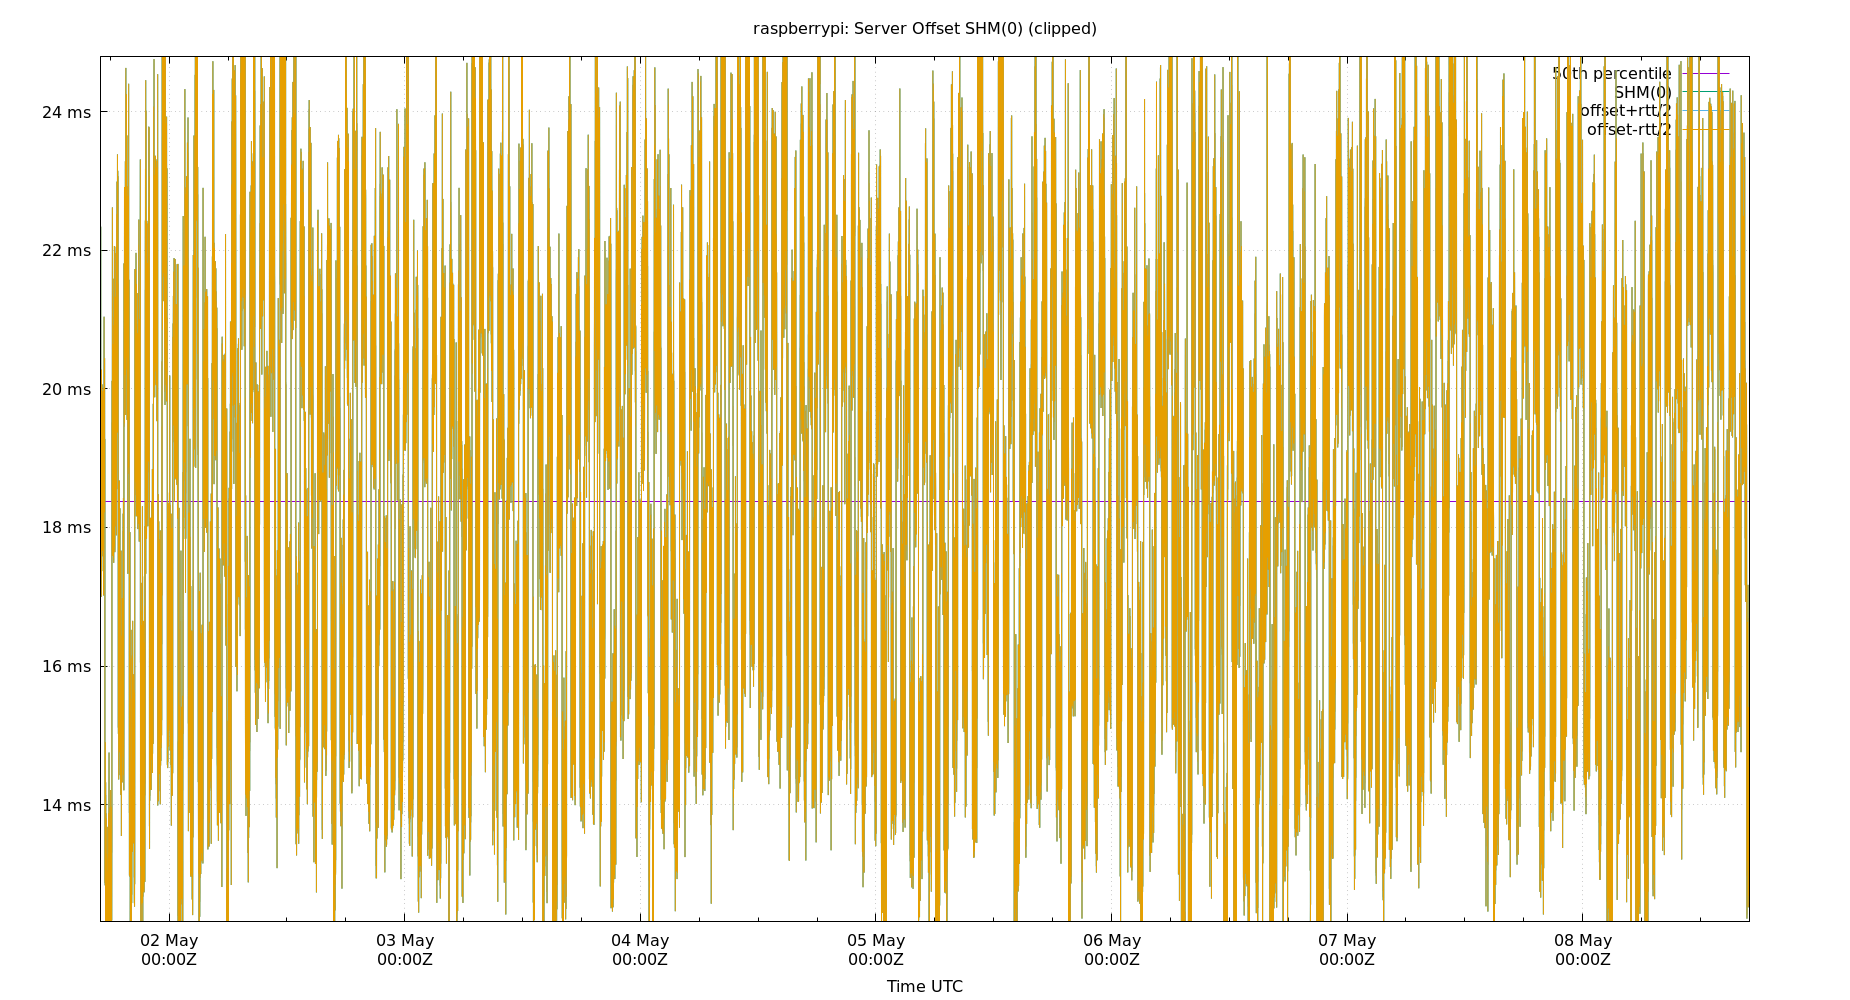 raspberrypi: Server Offset SHM(0) (clipped)
50th percentile
SHM(0)
offset+rtt/2
offset-rtt/2
24 ms
22 ms
20 ms
18 ms
16 ms
14 ms
02 May
00:00Z
03 May
00:00Z
04 May
00:00Z
05 May
00:00Z
06 May
00:00Z
07 May
00:00Z
08 May
00:00Z
Time UTC